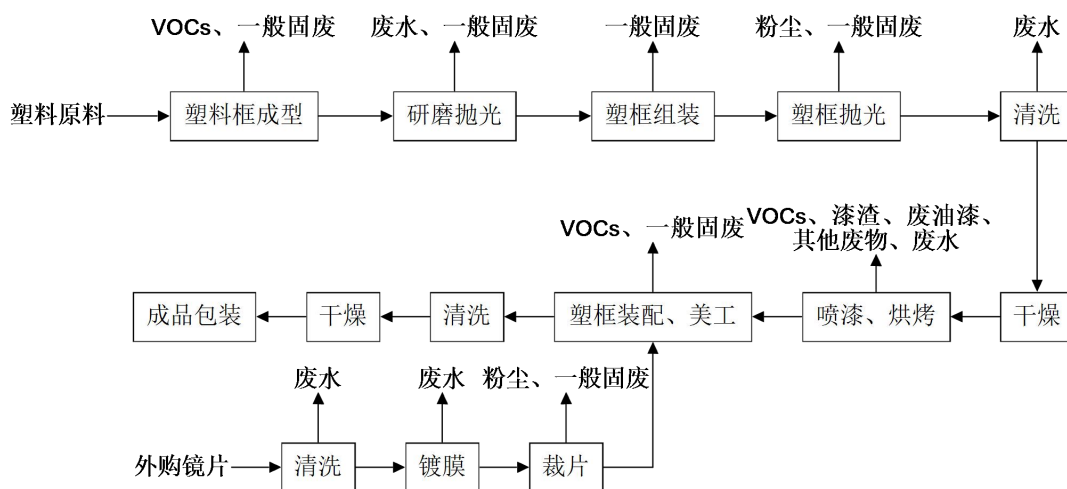 VOCs、一般固废
废水、一般固废
一般固废
粉尘、一般固废
废水
塑料原料
塑料框成型
研磨抛光
塑框组装
塑框抛光
清洗
VOCs、一般固废
VOCs、漆渣、废油漆、
其他废物、废水
成品包装
干燥
清洗
塑框装配、美工
喷漆、烘烤
干燥
废水
废水
粉尘、一般固废
外购镜片
清洗
镀膜
裁片